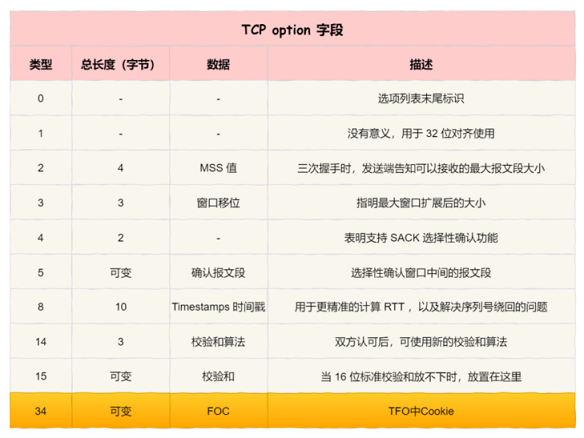 TCP option 字段
类型 总长度（字节） 数据 描述
0 - - 选项列表末尾标识
1 - - 没有意义，用于 32 位对齐使用
2 4 MSS 值 三次握手时，发送端告知可以接收的最大报文段大小
3 3 窗口移位 指明最大窗口扩展后的大小
4 2 - 表明支持 SACK 选择性确认功能
5 可变 确认报文段 选择性确认窗口中间的报文段
8 10 Timestamps 时间戳 用于更精准的计算 RTT ，以及解决序列号绕回的问题
14 3 校验和算法 双方认可后，可使用新的校验和算法
15 可变 校验和 当 16 位标准校验和放不下时，放置在这里
34 可变 FOC TFO中Cookie